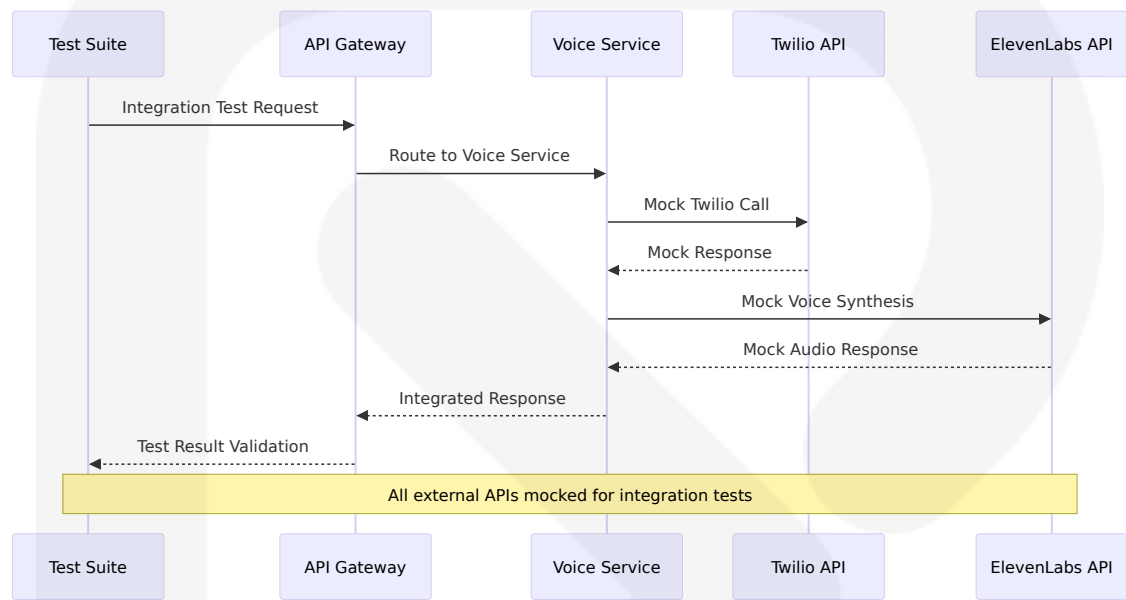 Test Suite
API Gateway
Voice Service
Twilio API
ElevenLabs API
Integration Test Request
Route to Voice Service
Mock Twilio Call
Mock Response
Mock Voice Synthesis
Mock Audio Response
Integrated Response
Test Result Validation
All external APIs mocked for integration tests
Test Suite
API Gateway
Voice Service
Twilio API
ElevenLabs API